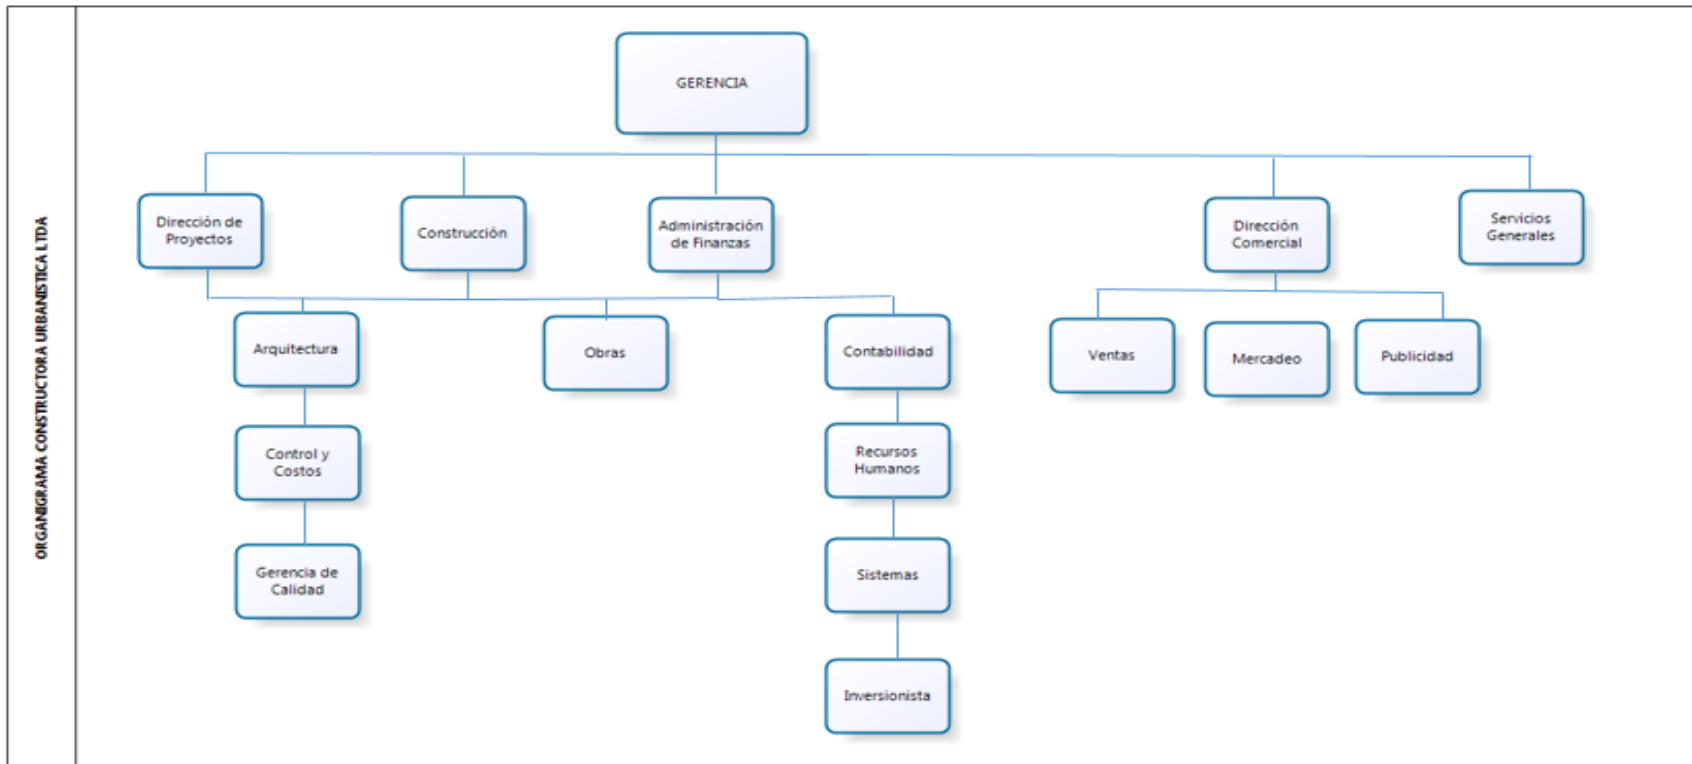 ORGANIGRAMA CONSTRUCTORA URBANISTICA LTDA
GERENCIA
Dirección de
Proyectos
Construcción
Administración
de Finanzas
Dirección
Comercial
Servicios
Generales
Arquitectura
Obras
Contabilidad
Ventas
Mercadeo
Publicidad
Control y
Costos
Recursos
Humanos
Gerencia de
Calidad
Sistemas
Inversionista